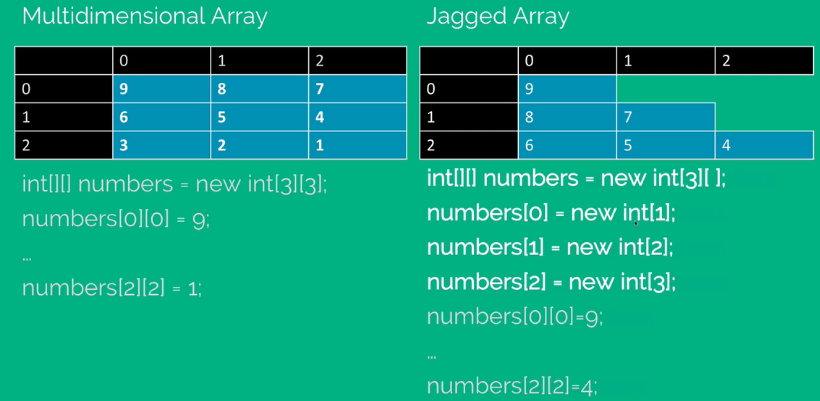 Multidimensional Array
0 1 2
0 9 8 7
1 6 5 4
2 3 2 1
int[][] numbers = new int[3][3];
numbers[0][0] = 9;
...
numbers[2][2] = 1;
Jagged Array
0 1 2
0 9
1 8 7
2 6 5 4
int[][] numbers = new int[3][ ];
numbers[0] = new int[1];
numbers[1] = new int[2];
numbers[2] = new int[3];
numbers[0][0]=9;
...
numbers[2][2]=4;